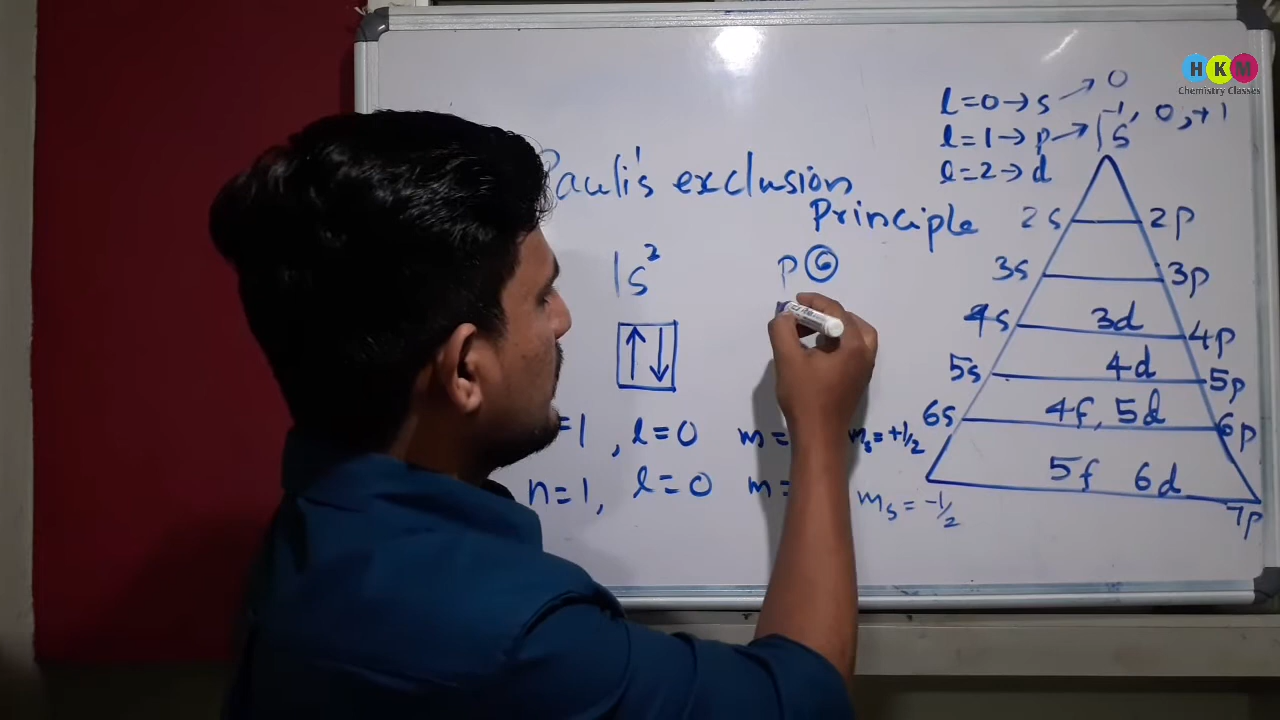 HKM
Chemistry Classes
l=0→s → 0
l=1→p → -1, 0, +1
l=2→d
1s
Pauli's exclusion
Principle
2s 2p
3s 3p
4s 3d 4p
5s 4d 5p
6s 4f, 5d 6p
5f 6d
7p
1s²
p⑥
↑↓
=1, l=0 m= mₛ=+1/2
n=1, l=0 m= mₛ=-1/2